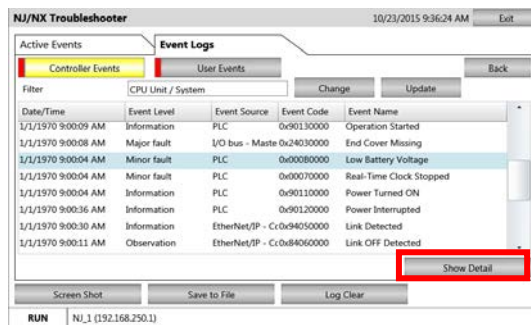 NJ/NX Troubleshooter 10/23/2015 9:36:24 AM Exit
Active Events Event Logs
Controller Events User Events Back
Filter CPU Unit / System Change Update
Date/Time Event Level Event Source Event Code Event Name
1/1/1970 9:00:09 AM Information PLC 0x90130000 Operation Started
1/1/1970 9:00:08 AM Major fault I/O bus - Maste 0x24030000 End Cover Missing
1/1/1970 9:00:04 AM Minor fault PLC 0x00080000 Low Battery Voltage
1/1/1970 9:00:04 AM Minor fault PLC 0x00070000 Real-Time Clock Stopped
1/1/1970 9:00:04 AM Information PLC 0x90110000 Power Turned ON
1/1/1970 9:00:36 AM Information PLC 0x90120000 Power Interrupted
1/1/1970 9:00:30 AM Information EtherNet/IP - Cc 0x94050000 Link Detected
1/1/1970 9:00:11 AM Observation EtherNet/IP - Cc 0x84060000 Link OFF Detected
Show Detail
Screen Shot Save to File Log Clear
RUN NJ_1 (192.168.250.1)